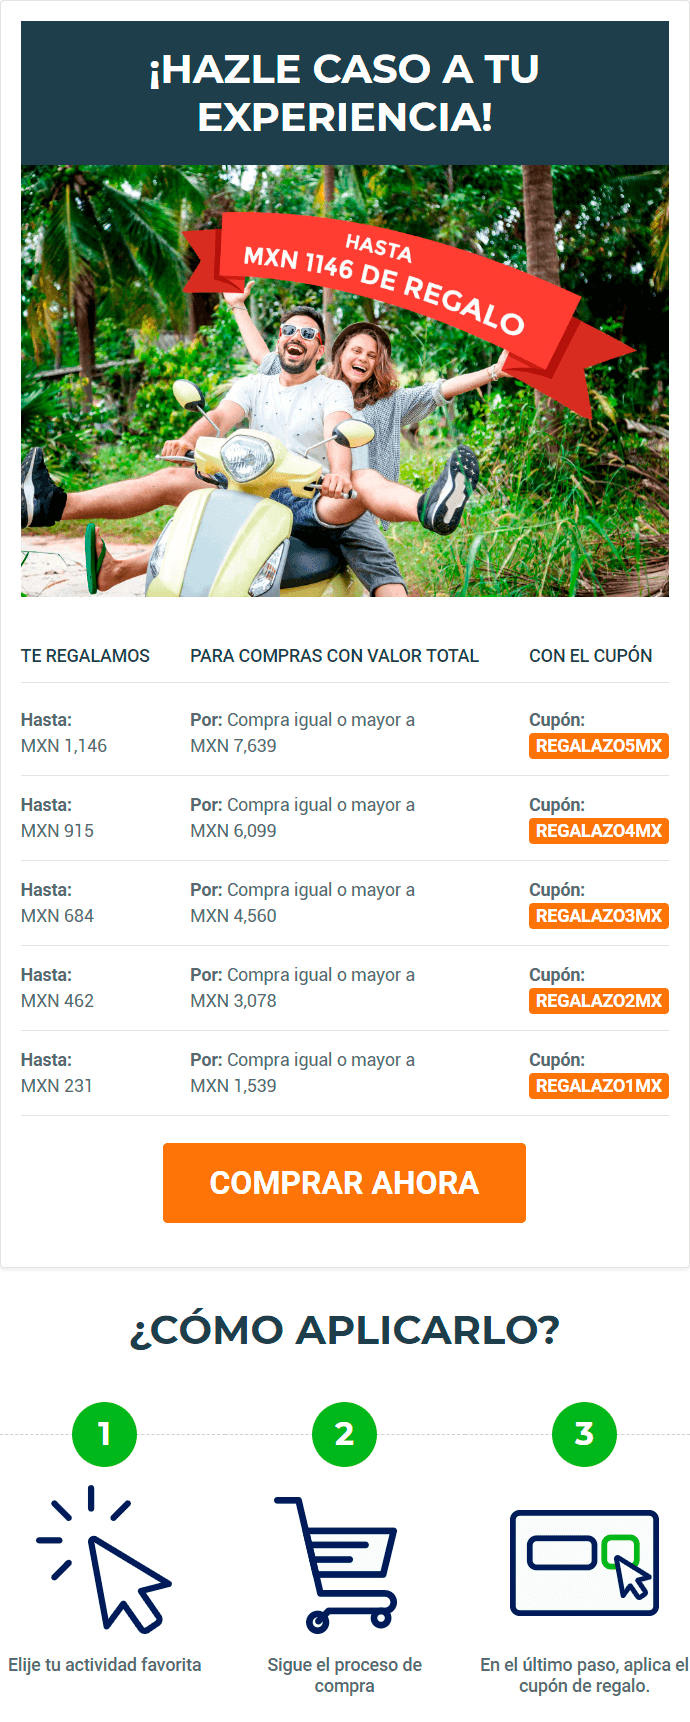 ¡HAZLE CASO A TU
EXPERIENCIA!
HASTA
MXN 1146 DE REGALO
TE REGALAMOS PARA COMPRAS CON VALOR TOTAL CON EL CUPÓN
Hasta: Por: Compra igual o mayor a Cupón:
MXN 1,146 MXN 7,639 REGALAZO5MX
Hasta: Por: Compra igual o mayor a Cupón:
MXN 915 MXN 6,099 REGALAZO4MX
Hasta: Por: Compra igual o mayor a Cupón:
MXN 684 MXN 4,560 REGALAZO3MX
Hasta: Por: Compra igual o mayor a Cupón:
MXN 462 MXN 3,078 REGALAZO2MX
Hasta: Por: Compra igual o mayor a Cupón:
MXN 231 MXN 1,539 REGALAZO1MX
COMPRAR AHORA
¿CÓMO APLICARLO?
1 2 3
Elije tu actividad favorita Sigue el proceso de En el último paso, aplica el
compra cupón de regalo.